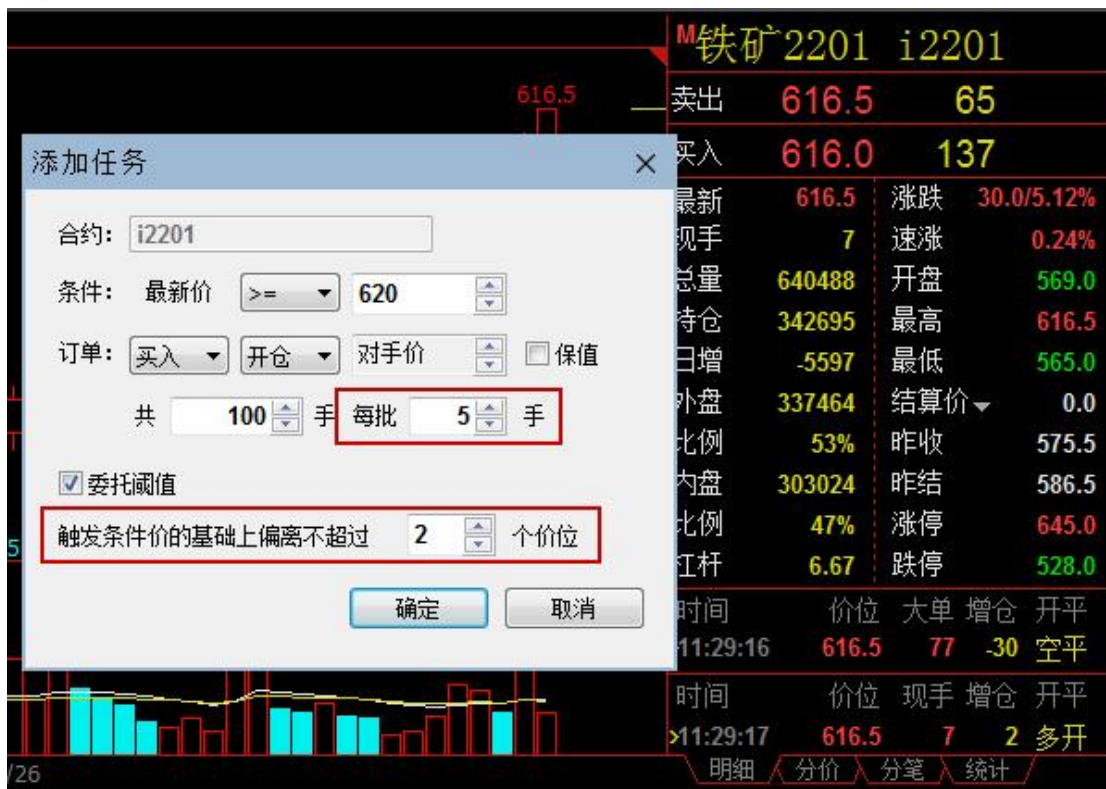 M铁矿2201 i2201
616.5
卖出 616.5 65
买入 616.0 137
最新 616.5 涨跌 30.0/5.12%
现手 7 速涨 0.24%
总量 640488 开盘 569.0
持仓 342695 最高 616.5
日增 -5597 最低 565.0
外盘 337464 结算价 0.0
比例 53% 昨收 575.5
内盘 303024 昨结 586.5
比例 47% 涨停 645.0
杠杆 6.67 跌停 528.0
时间 价位 大单 增仓 开平
11:29:16 616.5 77 -30 空平
时间 价位 现手 增仓 开平
>11:29:17 616.5 7 2 多开
明细 分价 分笔 统计
添加任务
合约: i2201
条件: 最新价 >= 620
订单: 买入 开仓 对手价 保值
共 100 手 每批 5 手
委托阈值
触发条件价的基础上偏离不超过 2 个价位
确定 取消
5
/26